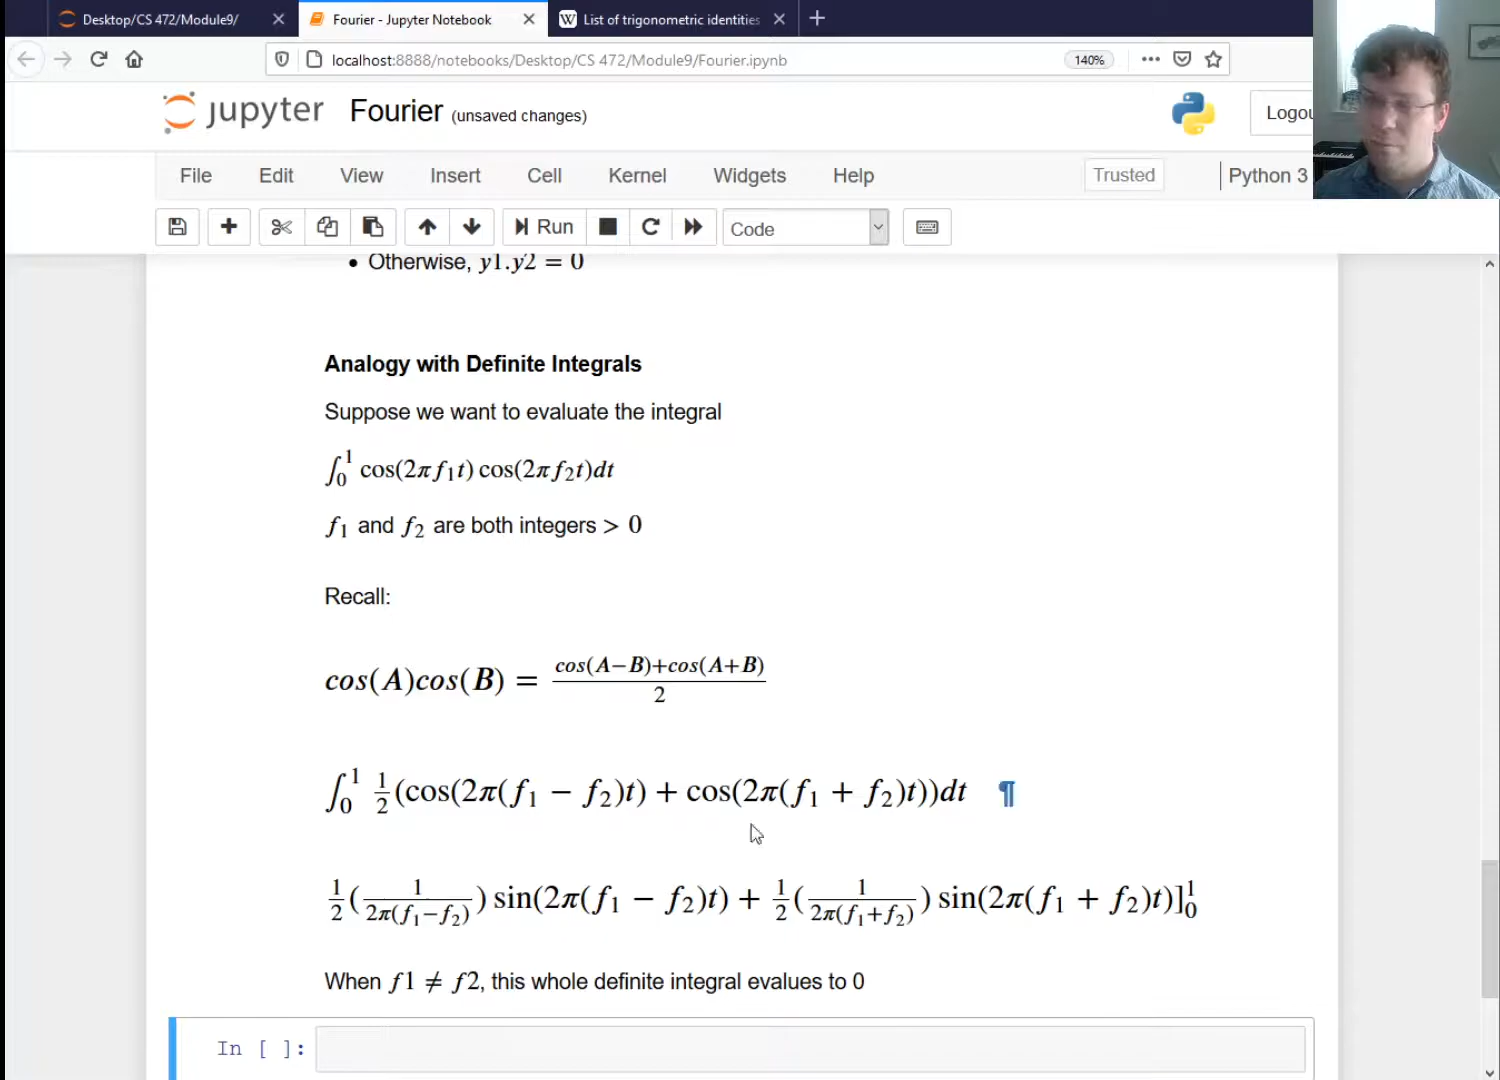 Desktop/CS 472/Module9/
Fourier - Jupyter Notebook
W List of trigonometric identities
localhost:8888/notebooks/Desktop/CS 472/Module9/Fourier.ipynb
140%
jupyter Fourier (unsaved changes)
Logou
File Edit View Insert Cell Kernel Widgets Help
Trusted
Python 3
Run
Code
• Otherwise, y1.y2 = 0
Analogy with Definite Integrals
Suppose we want to evaluate the integral
∫₀¹ cos(2πf₁t) cos(2πf₂t)dt
f₁ and f₂ are both integers > 0
Recall:
cos(A)cos(B) = \frac{cos(A−B)+cos(A+B)}{2}
∫₀¹ \frac{1}{2}(cos(2π(f₁ − f₂)t) + cos(2π(f₁ + f₂)t))dt ¶
\frac{1}{2}(\frac{1}{2π(f₁−f₂)}) sin(2π(f₁ − f₂)t) + \frac{1}{2}(\frac{1}{2π(f₁+f₂)}) sin(2π(f₁ + f₂)t)]₀¹
When f1 ≠ f2, this whole definite integral evalues to 0
In [ ]: